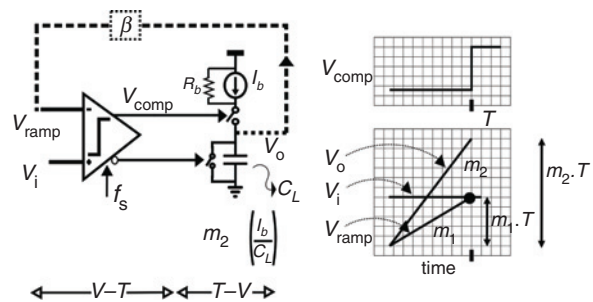 β
R_b
I_b
V_comp
V_ramp
V_i
f_s
V_o
C_L
m_2 (I_b / C_L)
V–T
T–V
V_comp
T
V_o
V_i
V_ramp
m_2
m_1
m_1.T
m_2.T
time